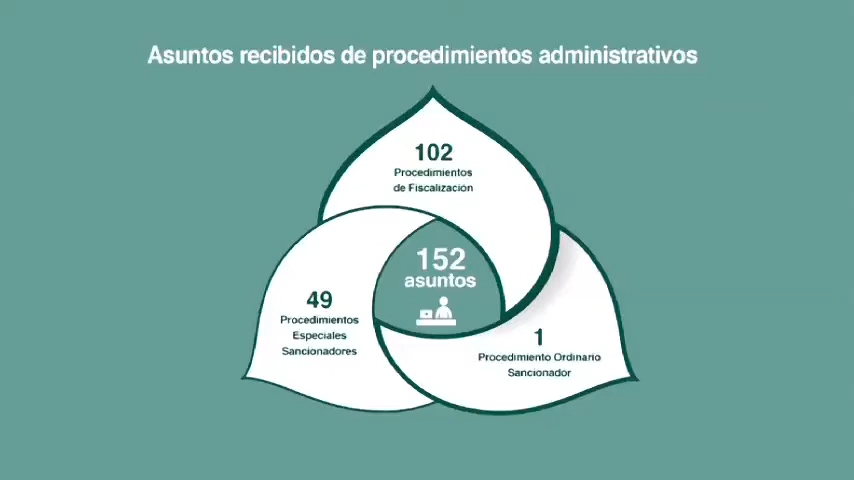 Asuntos recibidos de procedimientos administrativos
102
Procedimientos
de Fiscalización
152
asuntos
49
Procedimientos
Especiales
Sancionadores
1
Procedimiento Ordinario
Sancionador